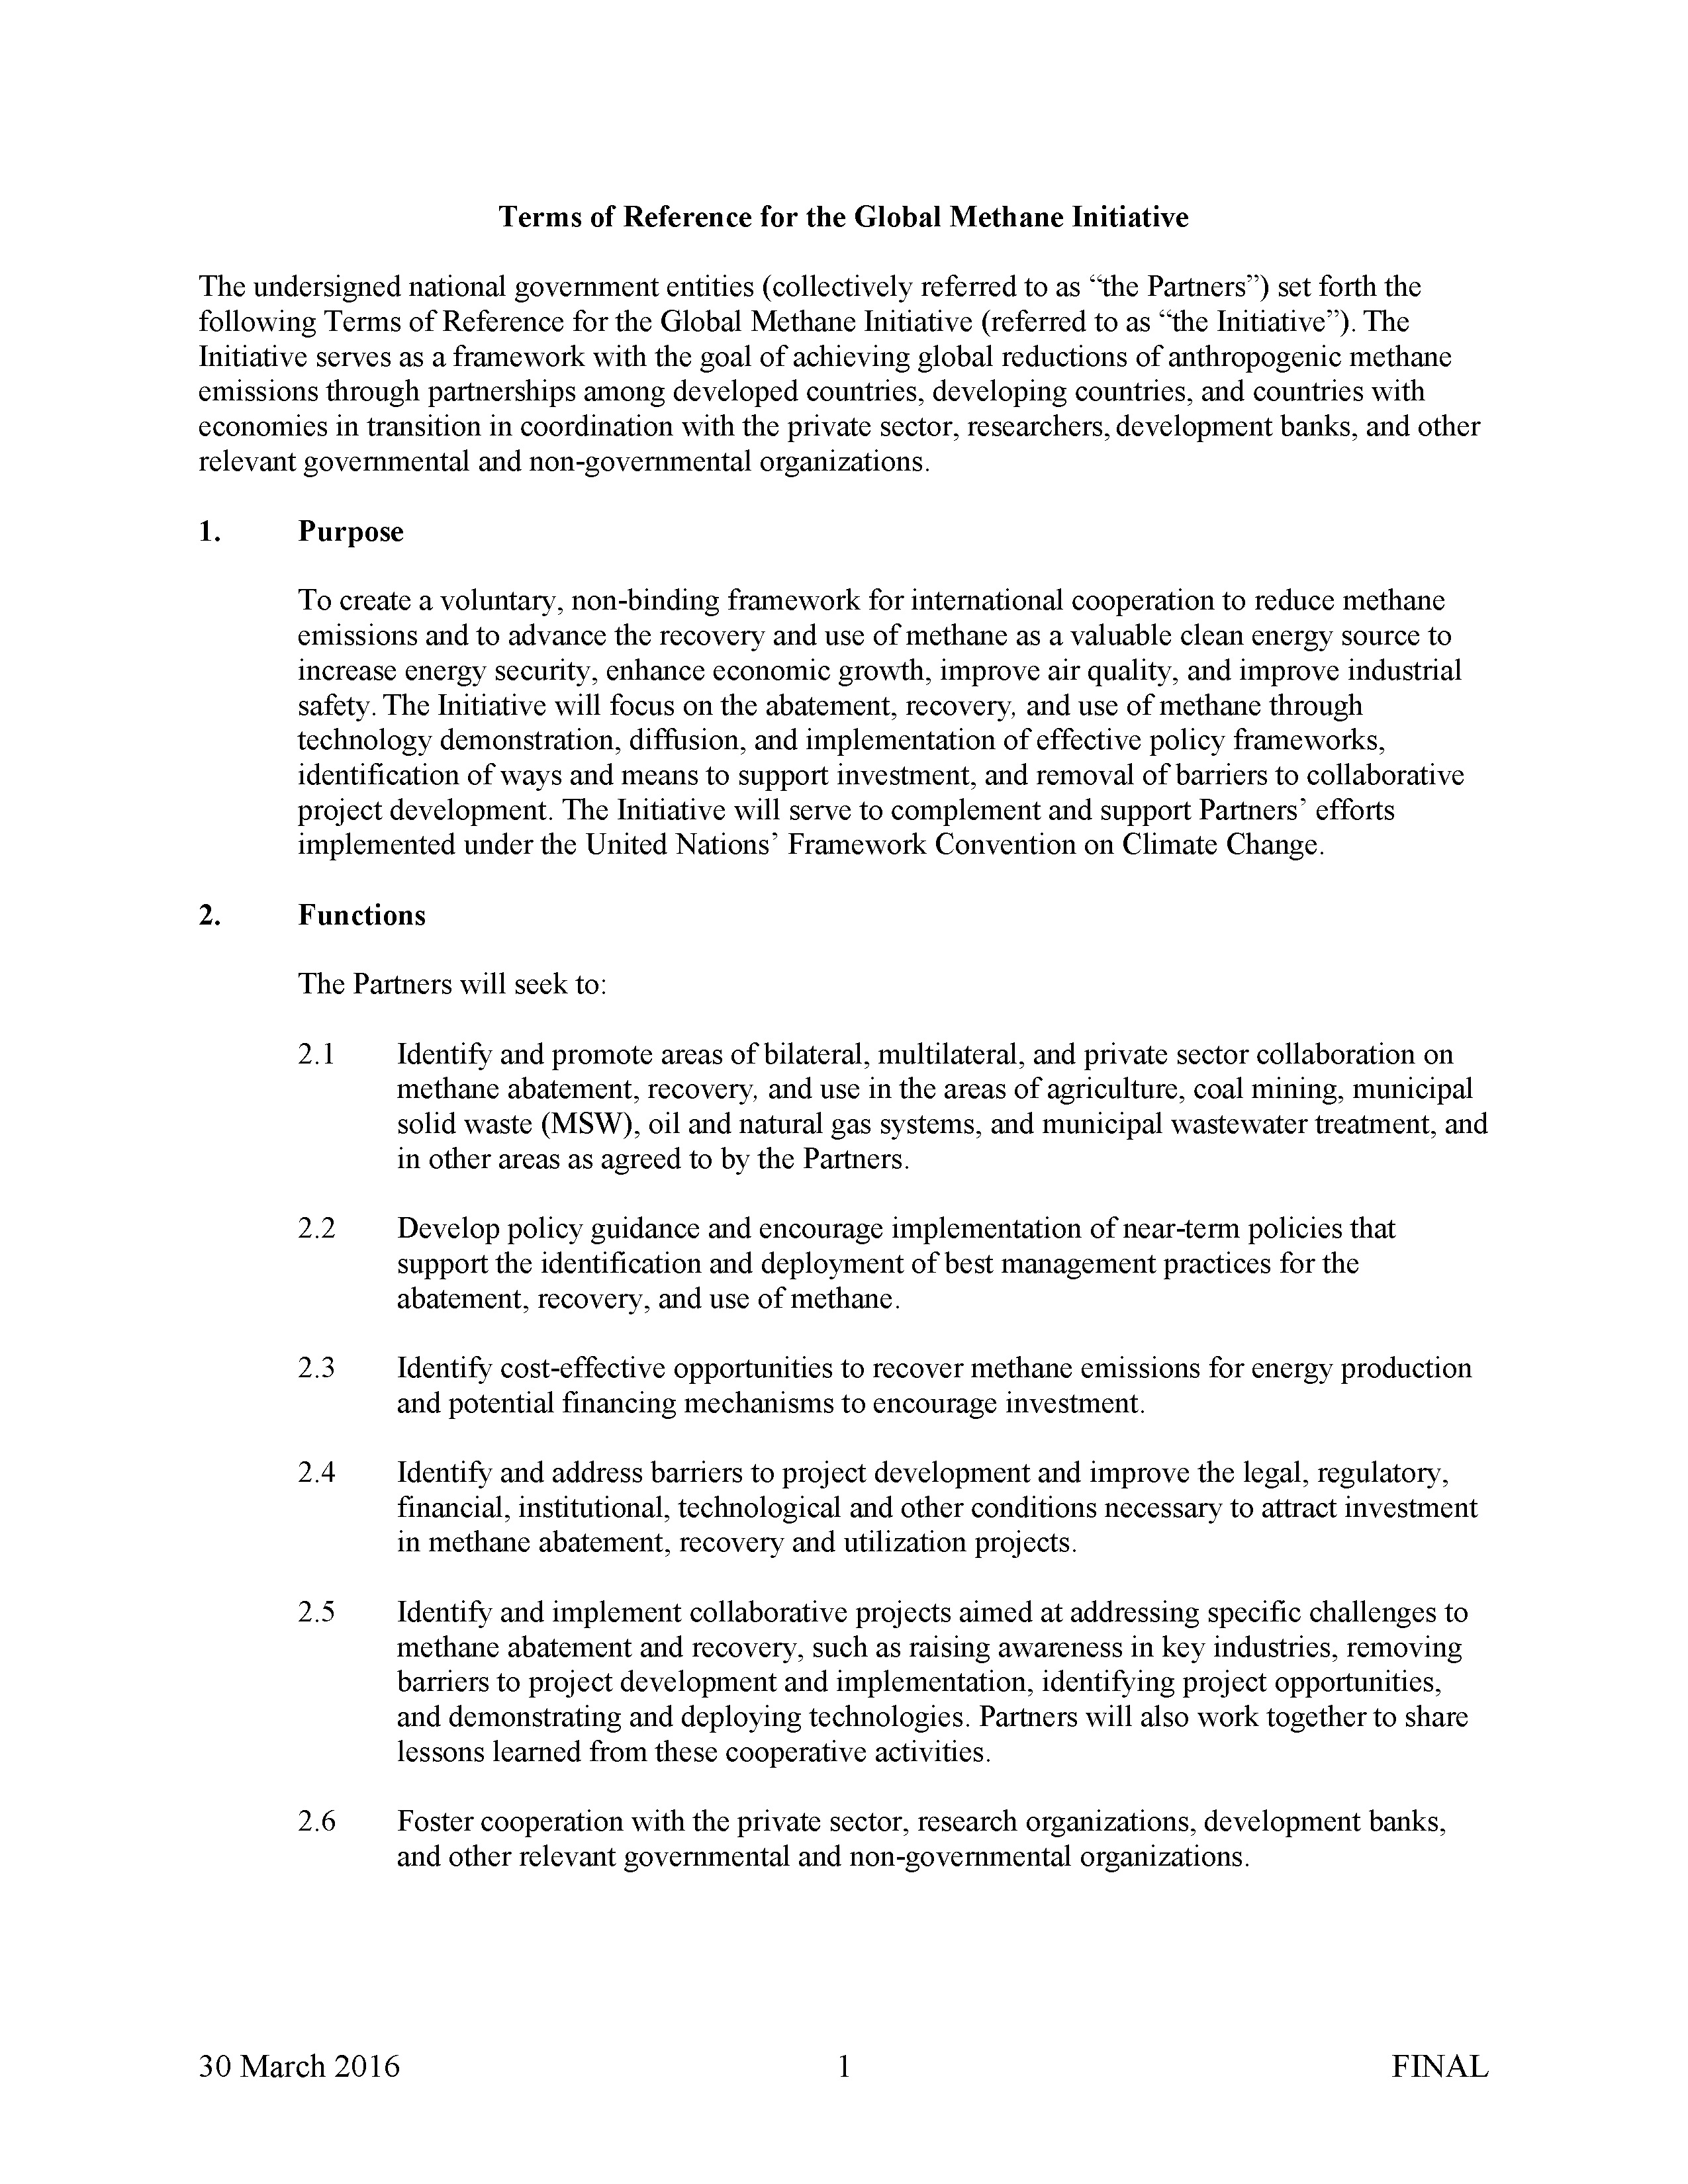 Terms of Reference for the Global Methane Initiative
The undersigned national government entities (collectively referred to as “the Partners”) set forth the
following Terms of Reference for the Global Methane Initiative (referred to as “the Initiative”). The
Initiative serves as a framework with the goal of achieving global reductions of anthropogenic methane
emissions through partnerships among developed countries, developing countries, and countries with
economies in transition in coordination with the private sector, researchers, development banks, and other
relevant governmental and non-governmental organizations.
1. Purpose
To create a voluntary, non-binding framework for international cooperation to reduce methane
emissions and to advance the recovery and use of methane as a valuable clean energy source to
increase energy security, enhance economic growth, improve air quality, and improve industrial
safety. The Initiative will focus on the abatement, recovery, and use of methane through
technology demonstration, diffusion, and implementation of effective policy frameworks,
identification of ways and means to support investment, and removal of barriers to collaborative
project development. The Initiative will serve to complement and support Partners’ efforts
implemented under the United Nations’ Framework Convention on Climate Change.
2. Functions
The Partners will seek to:
2.1 Identify and promote areas of bilateral, multilateral, and private sector collaboration on
methane abatement, recovery, and use in the areas of agriculture, coal mining, municipal
solid waste (MSW), oil and natural gas systems, and municipal wastewater treatment, and
in other areas as agreed to by the Partners.
2.2 Develop policy guidance and encourage implementation of near-term policies that
support the identification and deployment of best management practices for the
abatement, recovery, and use of methane.
2.3 Identify cost-effective opportunities to recover methane emissions for energy production
and potential financing mechanisms to encourage investment.
2.4 Identify and address barriers to project development and improve the legal, regulatory,
financial, institutional, technological and other conditions necessary to attract investment
in methane abatement, recovery and utilization projects.
2.5 Identify and implement collaborative projects aimed at addressing specific challenges to
methane abatement and recovery, such as raising awareness in key industries, removing
barriers to project development and implementation, identifying project opportunities,
and demonstrating and deploying technologies. Partners will also work together to share
lessons learned from these cooperative activities.
2.6 Foster cooperation with the private sector, research organizations, development banks,
and other relevant governmental and non-governmental organizations.
30 March 2016 1 FINAL